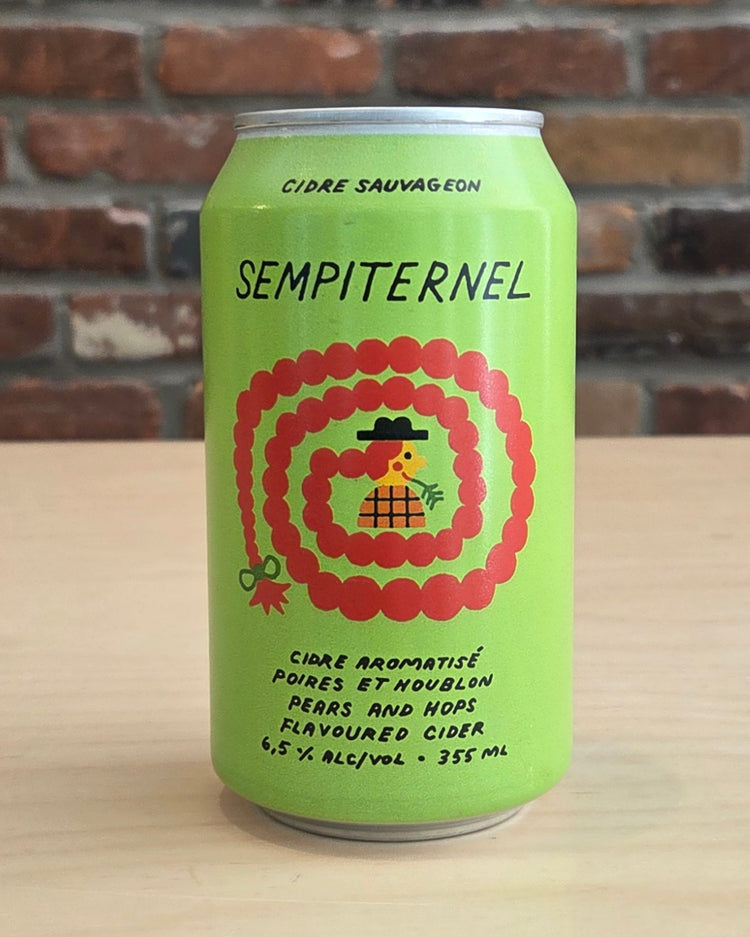 CIDRE SAUVAGEON
SEMPITERNEL
CIDRE AROMATISÉ
POIRES ET HOUBLON
PEARS AND HOPS
FLAVOURED CIDER
6,5 % ALC/VOL • 355 ML